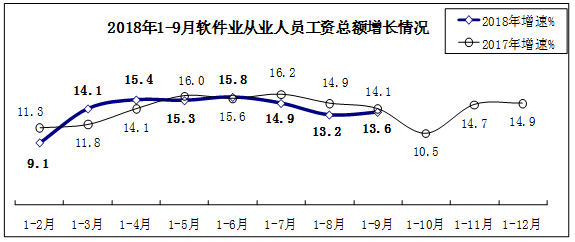 2018年1-9月软件业从业人员工资总额增长情况
2018年增速%
2017年增速%
15.4 16.0 15.8 16.2
14.1 14.9 14.1
11.3 14.7 14.9
15.3 15.6 14.9
11.8 14.1 13.2 13.6
9.1 10.5
1-2月 1-3月 1-4月 1-5月 1-6月 1-7月 1-8月 1-9月 1-10月 1-11月 1-12月